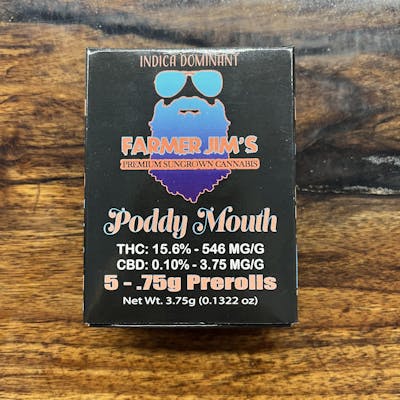 INDICA DOMINANT
FARMER JIM'S
PREMIUM SUNGROWN CANNABIS
Poddy Mouth
THC: 15.6% - 546 MG/G
CBD: 0.10% - 3.75 MG/G
5 - .75g Prerolls
Net Wt. 3.75g (0.1322 oz)